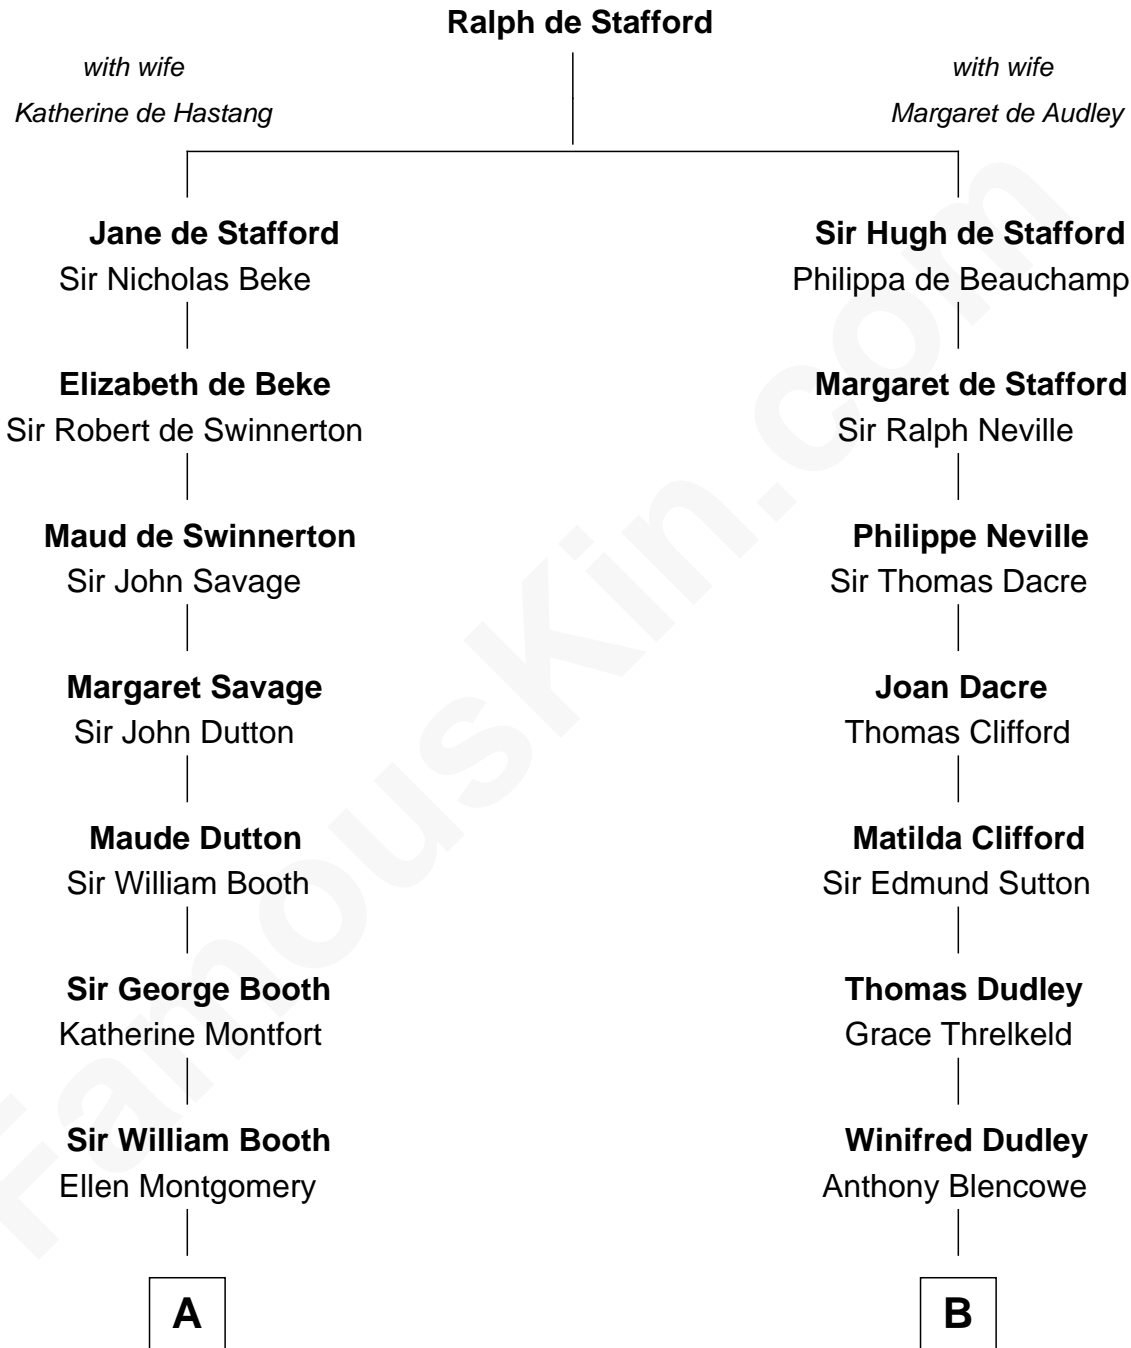 Ralph de Stafford
with wife
Katherine de Hastang
with wife
Margaret de Audley
Jane de Stafford
Sir Nicholas Beke
Sir Hugh de Stafford
Philippa de Beauchamp
Elizabeth de Beke
Sir Robert de Swinnerton
Margaret de Stafford
Sir Ralph Neville
Maud de Swinnerton
Sir John Savage
Philippe Neville
Sir Thomas Dacre
Margaret Savage
Sir John Dutton
Joan Dacre
Thomas Clifford
Maude Dutton
Sir William Booth
Matilda Clifford
Sir Edmund Sutton
Sir George Booth
Katherine Montfort
Thomas Dudley
Grace Threlkeld
Sir William Booth
Ellen Montgomery
Winifred Dudley
Anthony Blencowe
A
B
FamousKin.com